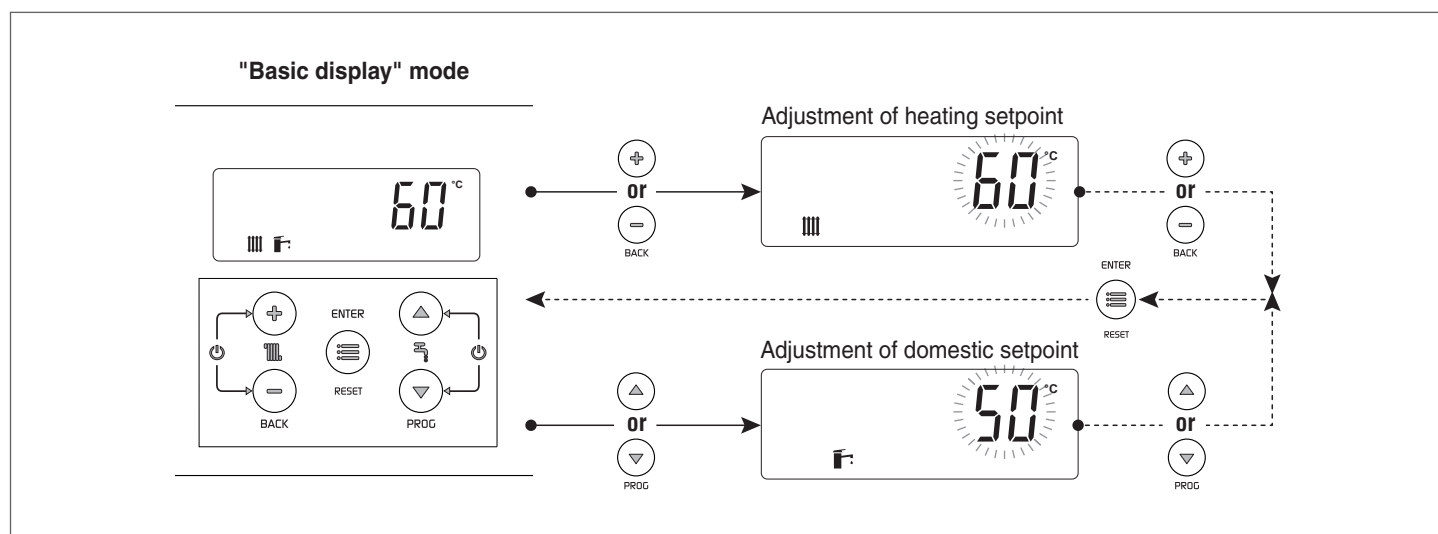 "Basic display" mode
60 °C
ENTER
RESET
BACK
PROG
or
BACK
Adjustment of heating setpoint
60 °C
or
BACK
ENTER
RESET
or
PROG
Adjustment of domestic setpoint
50 °C
or
PROG